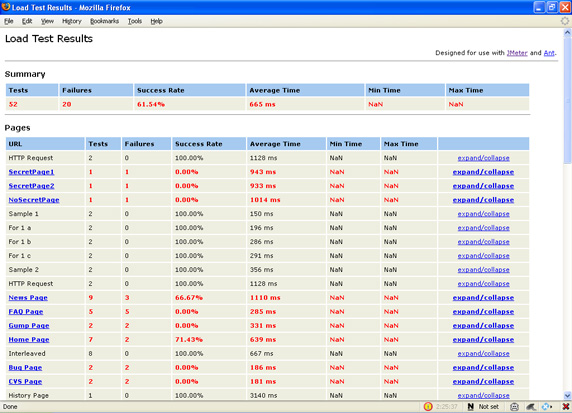 Load Test Results - Mozilla Firefox
File Edit View History Bookmarks Tools Help
Load Test Results
Designed for use with JMeter and Ant.
Summary
Tests Failures Success Rate Average Time Min Time Max Time
52 20 61.54% 665 ms NaN NaN
Pages
URL Tests Failures Success Rate Average Time Min Time Max Time
HTTP Request 2 0 100.00% 1128 ms NaN NaN expand/collapse
SecretPage1 1 1 0.00% 943 ms NaN NaN expand/collapse
SecretPage2 1 1 0.00% 933 ms NaN NaN expand/collapse
NoSecretPage 1 1 0.00% 1014 ms NaN NaN expand/collapse
Sample 1 2 0 100.00% 150 ms NaN NaN expand/collapse
For 1 a 2 0 100.00% 196 ms NaN NaN expand/collapse
For 1 b 2 0 100.00% 286 ms NaN NaN expand/collapse
For 1 c 2 0 100.00% 291 ms NaN NaN expand/collapse
Sample 2 2 0 100.00% 356 ms NaN NaN expand/collapse
HTTP Request 2 0 100.00% 1128 ms NaN NaN expand/collapse
News Page 9 3 66.67% 1110 ms NaN NaN expand/collapse
FAQ Page 5 5 0.00% 285 ms NaN NaN expand/collapse
Gump Page 2 2 0.00% 331 ms NaN NaN expand/collapse
Home Page 7 2 71.43% 639 ms NaN NaN expand/collapse
Interleaved 8 0 100.00% 667 ms NaN NaN expand/collapse
Bug Page 2 2 0.00% 186 ms NaN NaN expand/collapse
CVS Page 2 2 0.00% 181 ms NaN NaN expand/collapse
History Page 1 0 100.00% 3140 ms NaN NaN expand/collapse
Done 2:25:37 N Not set